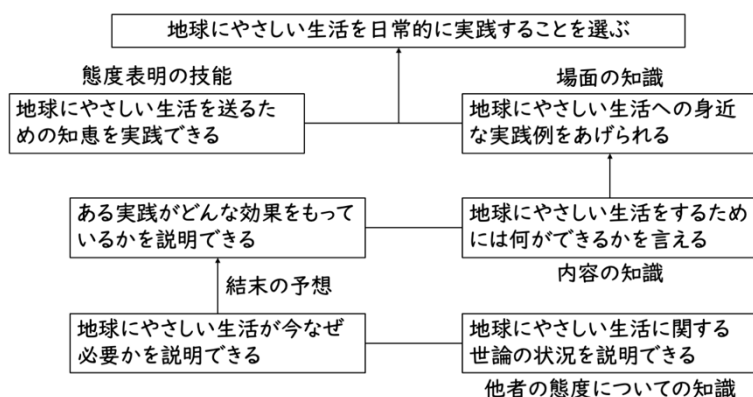 地球にやさしい生活を日常的に実践することを選ぶ
態度表明の技能
場面の知識
地球にやさしい生活を送るた
めの知恵を実践できる
地球にやさしい生活への身近
な実践例をあげられる
ある実践がどんな効果をもって
いるかを説明できる
地球にやさしい生活をするため
には何ができるかを言える
結末の予想
内容の知識
地球にやさしい生活が今なぜ
必要かを説明できる
地球にやさしい生活に関する
世論の状況を説明できる
他者の態度についての知識